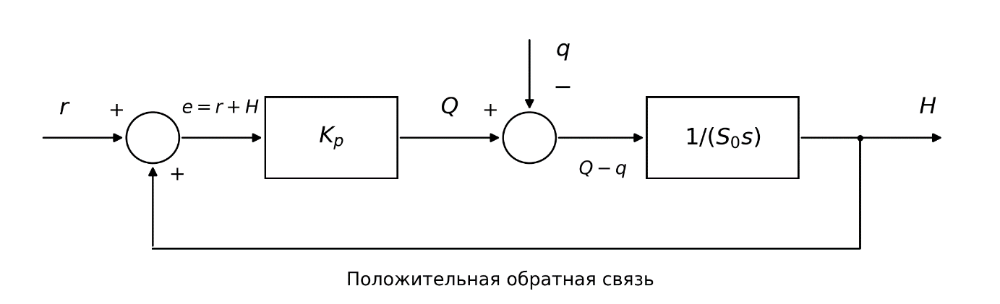 q
−
r
+
e = r + H
K_p
Q
+
1/(S_0s)
H
+
Q − q
Положительная обратная связь